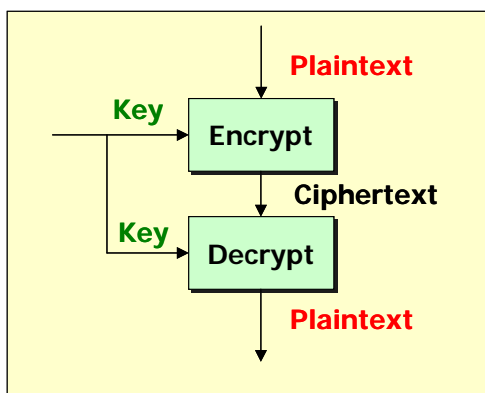 Plaintext
Key
Encrypt
Ciphertext
Key
Decrypt
Plaintext